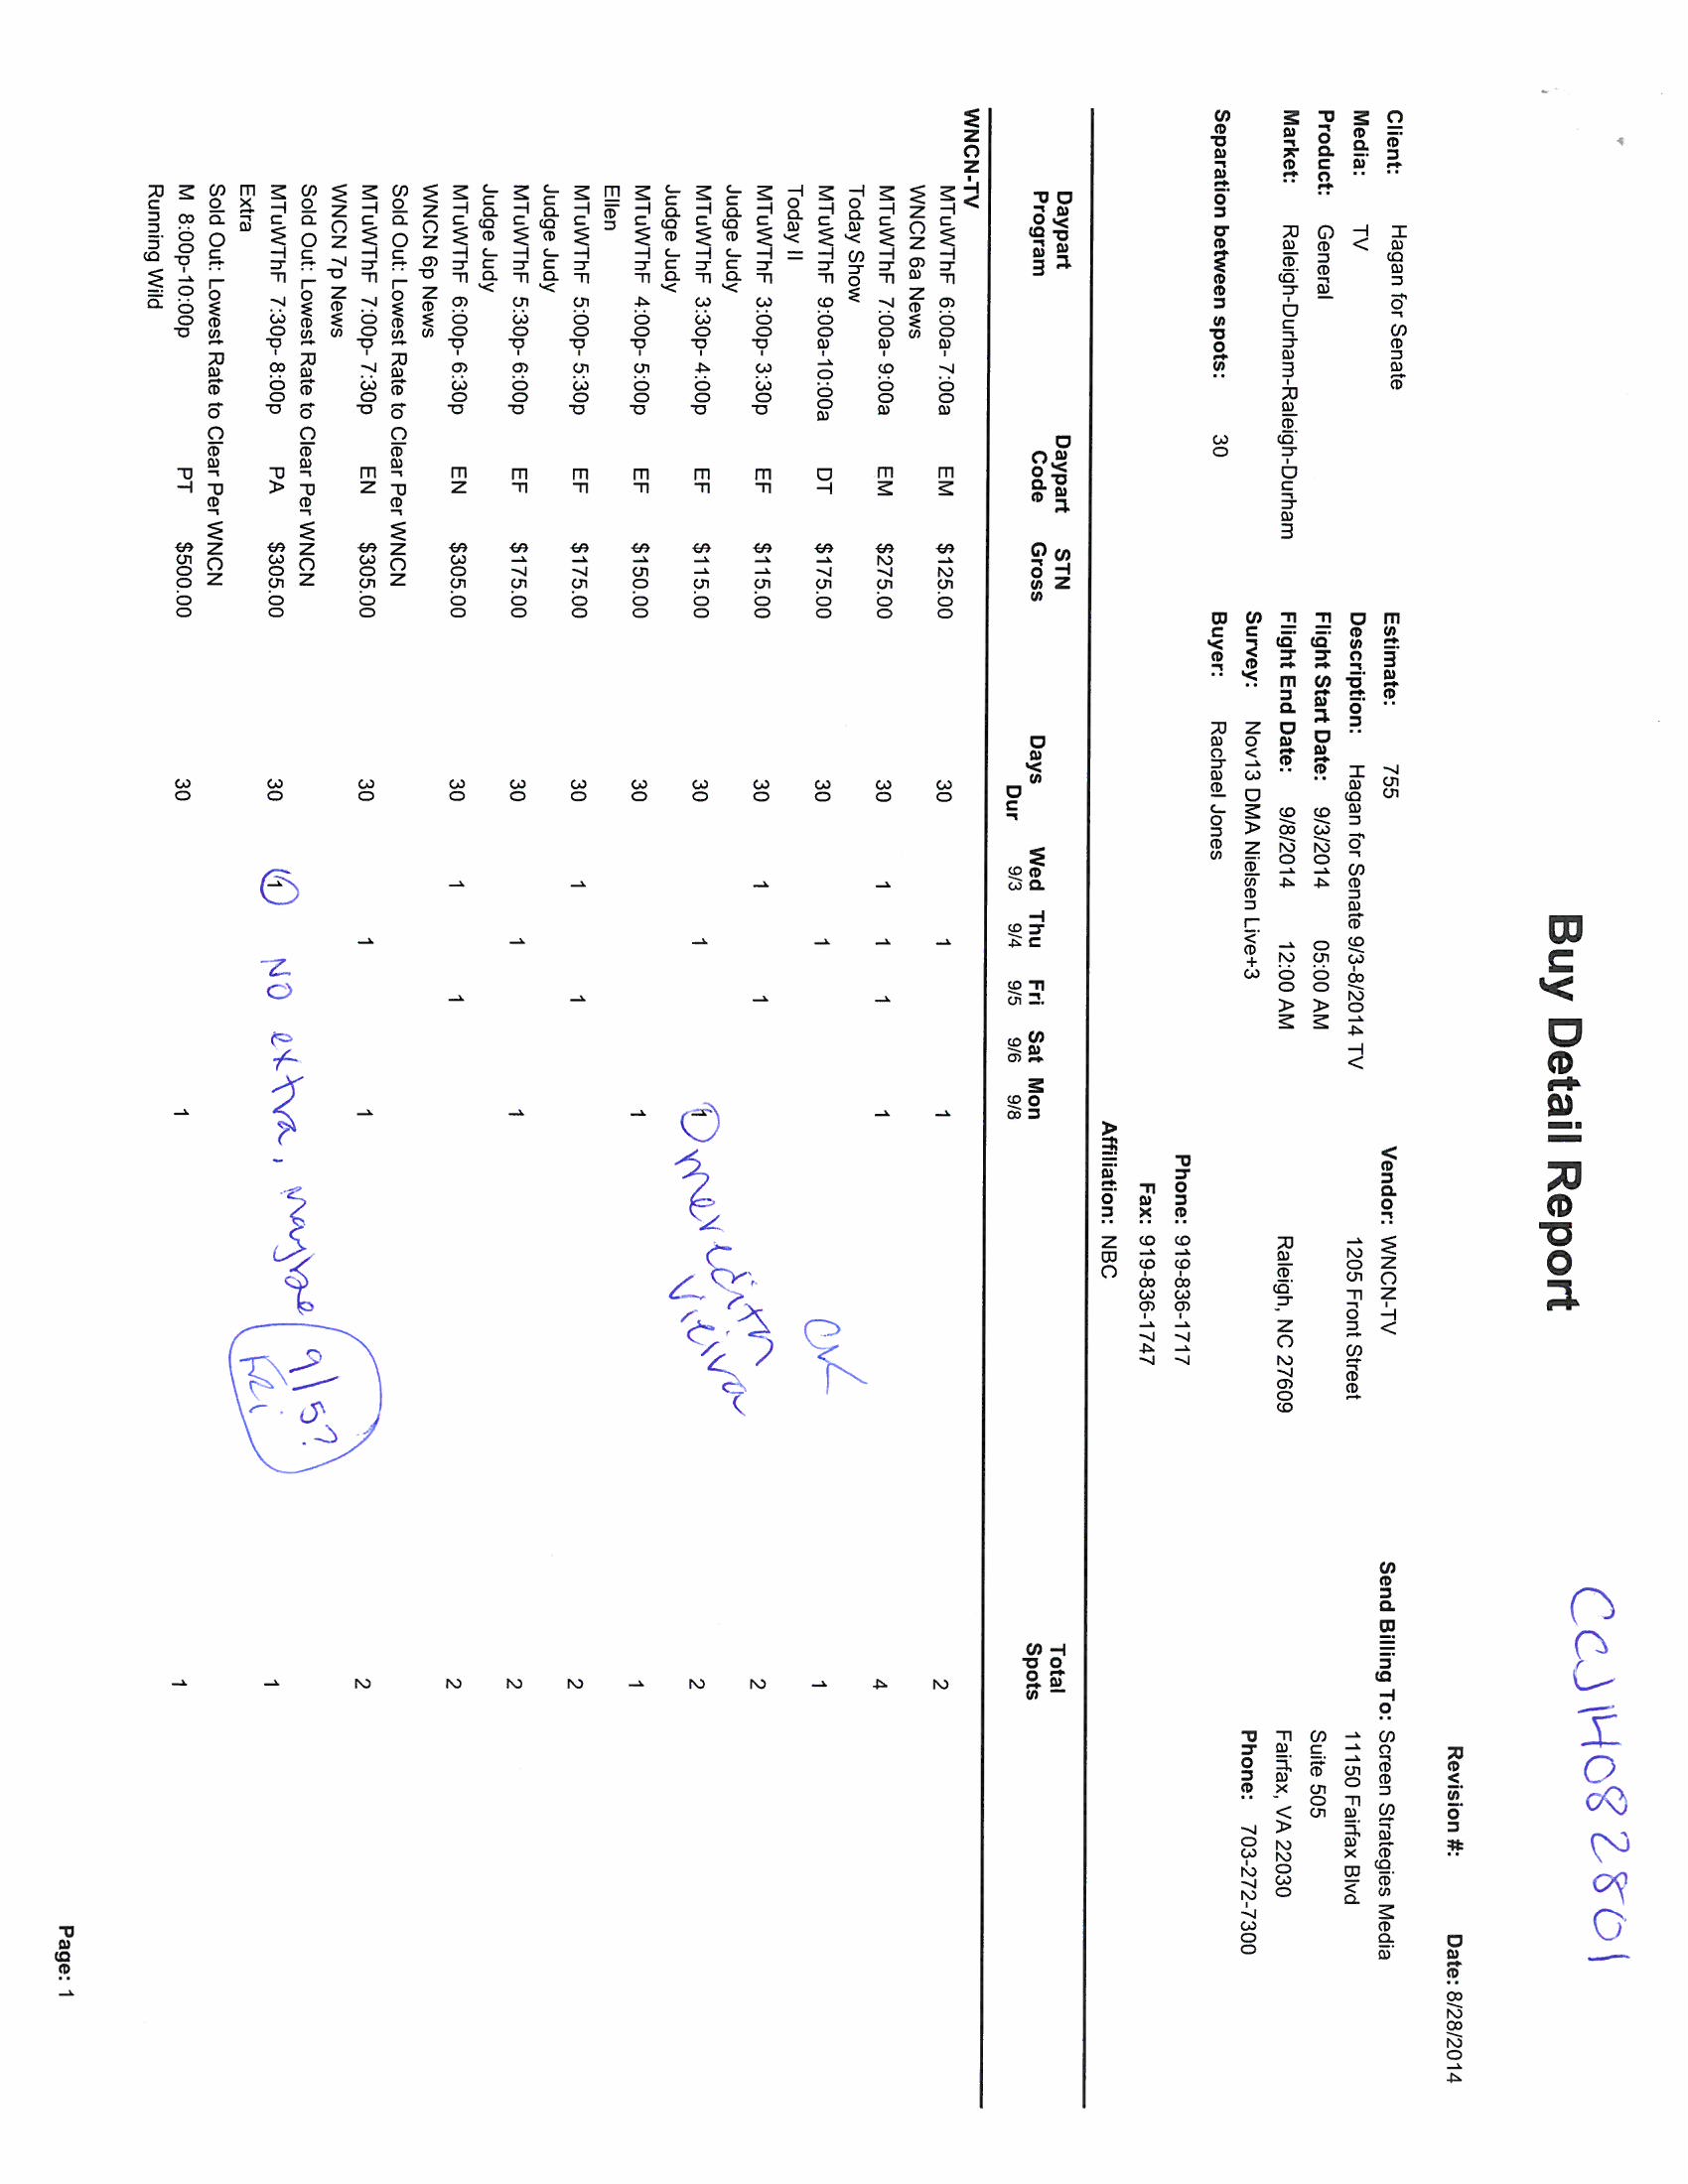 CCJ14082801
Buy Detail Report
Revision #: Date: 8/28/2014
Client: Hagan for Senate Estimate: 755 Vendor: WNCN-TV Send Billing To: Screen Strategies Media
Media: TV Description: Hagan for Senate 9/3-8/2014 TV 1205 Front Street 11150 Fairfax Blvd
Product: General Flight Start Date: 9/3/2014 05:00 AM Suite 505
Market: Raleigh-Durham-Raleigh-Durham Flight End Date: 9/8/2014 12:00 AM Raleigh, NC 27609 Fairfax, VA 22030
Survey: Nov13 DMA Nielsen Live+3 Phone: 703-272-7300
Separation between spots: 30 Buyer: Rachael Jones
Phone: 919-836-1717
Fax: 919-836-1747
Affiliation: NBC
Daypart Daypart STN Days Wed Thu Fri Sat Mon Total
Program Code Gross Dur 9/3 9/4 9/5 9/6 9/8 Spots
WNCN-TV
MTuWThF 6:00a- 7:00a EM $125.00 30 1 1 2
WNCN 6a News
MTuWThF 7:00a- 9:00a EM $275.00 30 1 1 1 1 4
Today Show
MTuWThF 9:00a-10:00a DT $175.00 30 1 1
Today II
MTuWThF 3:00p- 3:30p EF $115.00 30 1 1 2
Judge Judy
MTuWThF 3:30p- 4:00p EF $115.00 30 1 1 Meredith Vieira 2
Judge Judy
MTuWThF 4:00p- 5:00p EF $150.00 30 1 1
Ellen
MTuWThF 5:00p- 5:30p EF $175.00 30 1 1 2
Judge Judy
MTuWThF 5:30p- 6:00p EF $175.00 30 1 1 2
Judge Judy
MTuWThF 6:00p- 6:30p EN $305.00 30 1 1 2
WNCN 6p News
Sold Out: Lowest Rate to Clear Per WNCN
MTuWThF 7:00p- 7:30p EN $305.00 30 1 1 2
WNCN 7p News
Sold Out: Lowest Rate to Clear Per WNCN
MTuWThF 7:30p- 8:00p PA $305.00 30 1 NO extra, maybe 9/5? Fri 1
Extra
Sold Out: Lowest Rate to Clear Per WNCN
M 8:00p-10:00p PT $500.00 30 1 1
Running Wild
Page: 1